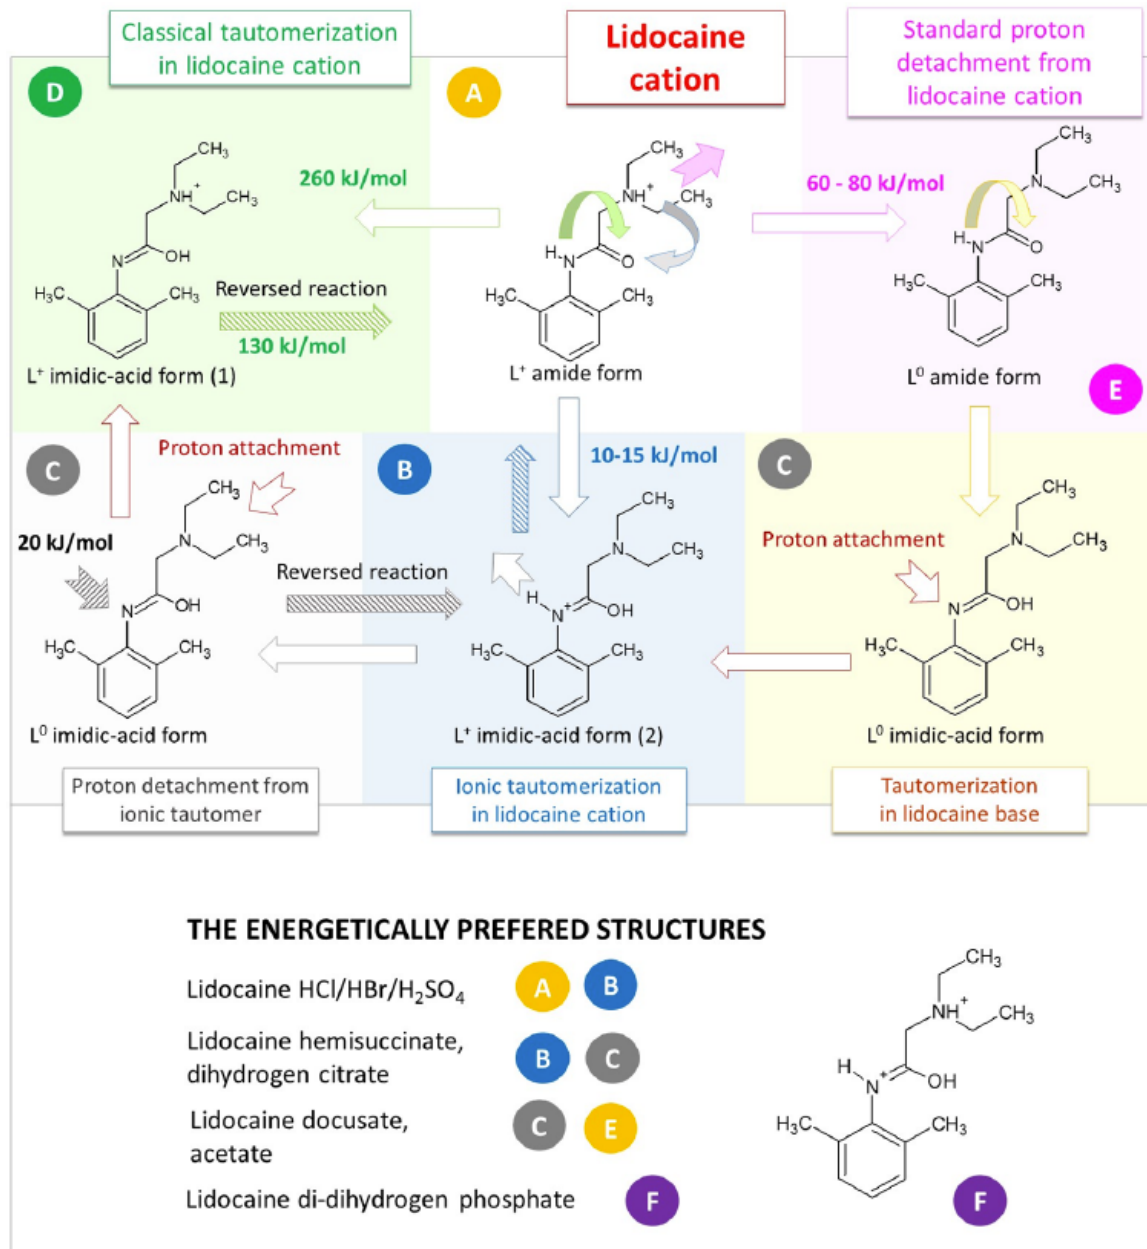 Classical tautomerization
in lidocaine cation
Lidocaine
cation
Standard proton
detachment from
lidocaine cation
D
A
CH₃
NH⁺
CH₃
N
OH
H₃C
CH₃
260 kJ/mol
Reversed reaction
130 kJ/mol
L⁺ imidic-acid form (1)
CH₃
NH⁺
CH₃
H
N
O
H₃C
CH₃
L⁺ amide form
60 - 80 kJ/mol
CH₃
N
CH₃
H
N
O
H₃C
CH₃
L⁰ amide form
E
C
Proton attachment
CH₃
N
CH₃
20 kJ/mol
N
OH
H₃C
CH₃
L⁰ imidic-acid form
Reversed reaction
B
10-15 kJ/mol
CH₃
N
CH₃
H
N⁺
OH
H₃C
CH₃
L⁺ imidic-acid form (2)
C
Proton attachment
CH₃
N
CH₃
N
OH
H₃C
CH₃
L⁰ imidic-acid form
Proton detachment from
ionic tautomer
Ionic tautomerization
in lidocaine cation
Tautomerization
in lidocaine base
THE ENERGETICALLY PREFERED STRUCTURES
Lidocaine HCl/HBr/H₂SO₄ A B
Lidocaine hemisuccinate,
dihydrogen citrate B C
Lidocaine docusate,
acetate C E
Lidocaine di-dihydrogen phosphate F
CH₃
NH⁺
CH₃
H
N⁺
OH
H₃C
CH₃
F